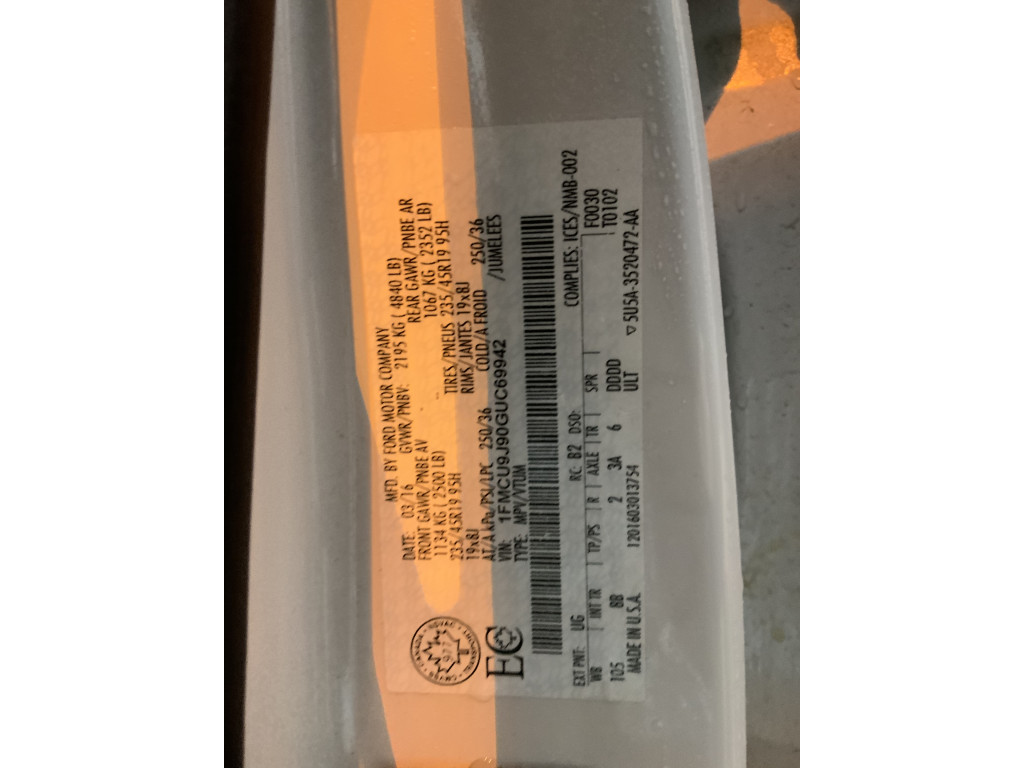 MFD. BY FORD MOTOR COMPANY
DATE: 03/16 GVWR/PNBV: 2195 KG ( 4840 LB)
FRONT GAWR/PNBE AV REAR GAWR/PNBE AR
1134 KG ( 2500 LB) 1067 KG ( 2352 LB)
235/45R19 95H TIRES/PNEUS 235/45R19 95H
19x8J RIMS/JANTES 19x8J
AT/A kPa/PSI/LPC 250/36 COLD/A FROID 250/36
VIN: 1FMCU9J90GUC69942 /JUMELEES
TYPE: MPV/VTUM
EC
EXT PNT: UG RC: B2 DSO: COMPLIES: ICES/NMB-002
WB | INT TR | TP/PS | R | AXLE | TR | SPR | F0030
105 8B 2 3A 6 DDDD T0102
ULT
MADE IN U.S.A. 1201603013754 ▽ 5U5A-3520472-AA